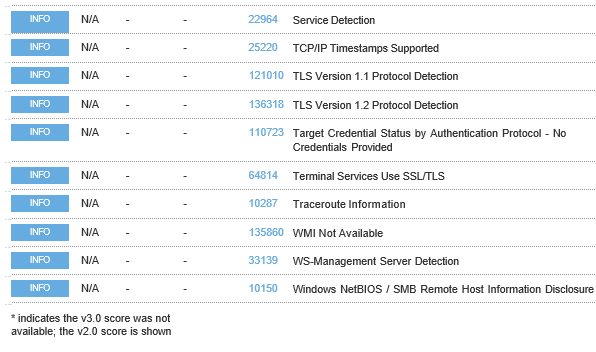 INFO N/A - - 22964 Service Detection
INFO N/A - - 25220 TCP/IP Timestamps Supported
INFO N/A - - 121010 TLS Version 1.1 Protocol Detection
INFO N/A - - 136318 TLS Version 1.2 Protocol Detection
INFO N/A - - 110723 Target Credential Status by Authentication Protocol - No
Credentials Provided
INFO N/A - - 64814 Terminal Services Use SSL/TLS
INFO N/A - - 10287 Traceroute Information
INFO N/A - - 135860 WMI Not Available
INFO N/A - - 33139 WS-Management Server Detection
INFO N/A - - 10150 Windows NetBIOS / SMB Remote Host Information Disclosure
* indicates the v3.0 score was not
available; the v2.0 score is shown